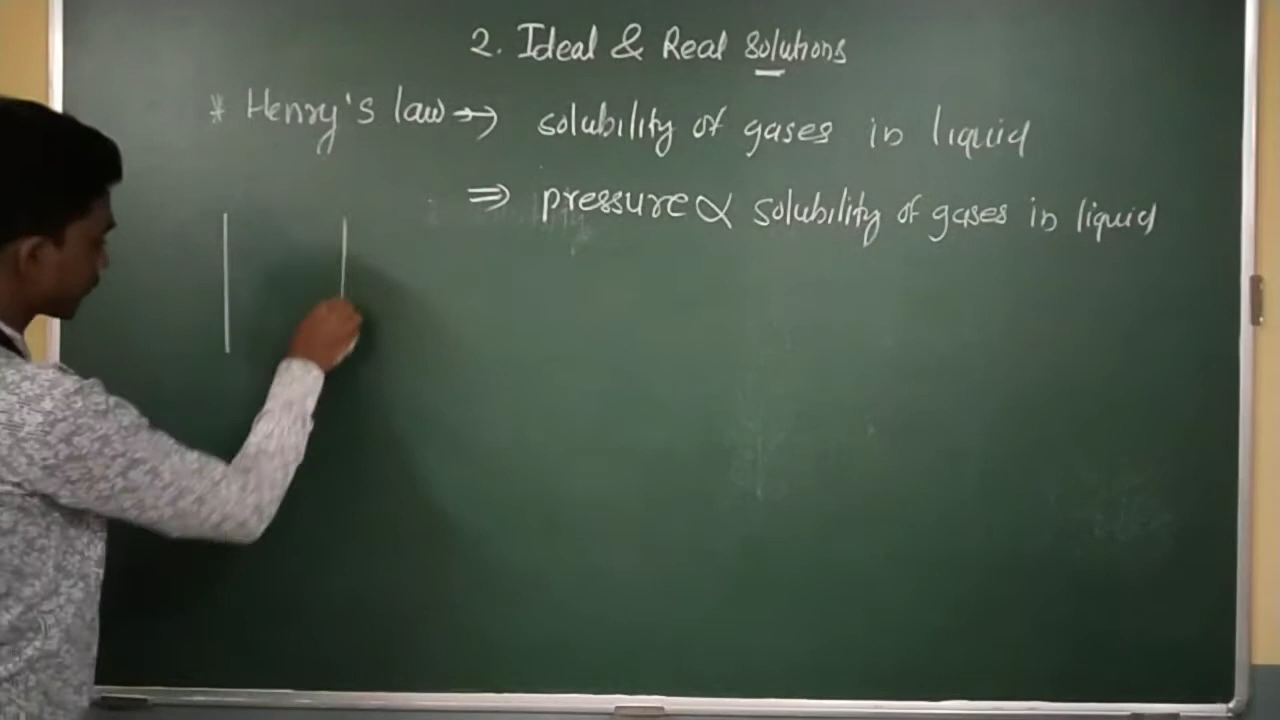 2. Ideal & Real Solutions
* Henry's law → solubility of gases in liquid
⇒ pressure ∝ solubility of gases in liquid